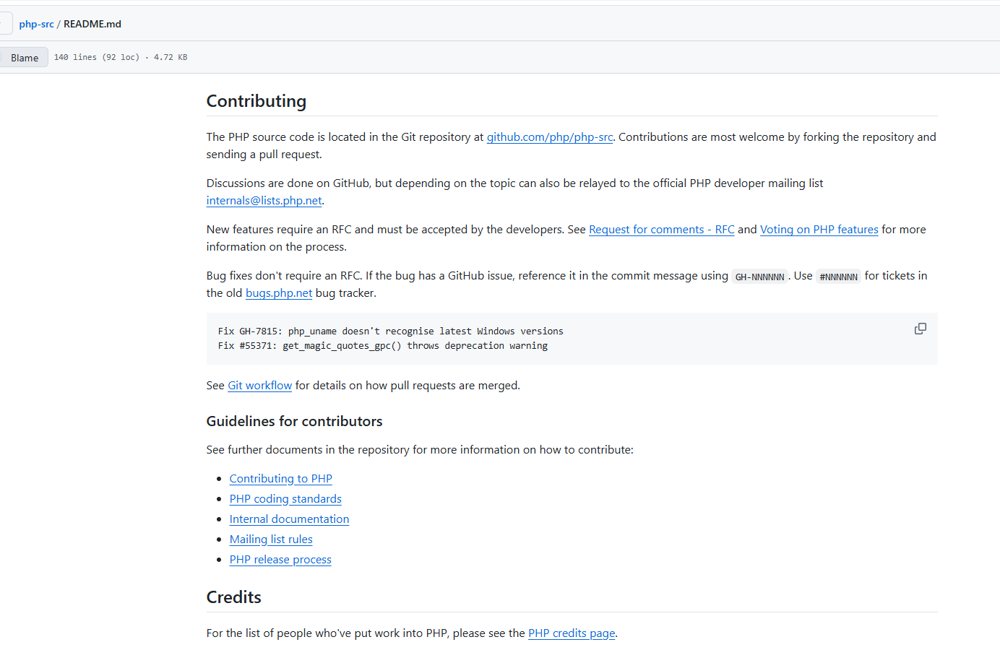 php-src / README.md
Blame 140 lines (92 loc) · 4.72 KB
Contributing
The PHP source code is located in the Git repository at github.com/php/php-src. Contributions are most welcome by forking the repository and
sending a pull request.
Discussions are done on GitHub, but depending on the topic can also be relayed to the official PHP developer mailing list
internals@lists.php.net.
New features require an RFC and must be accepted by the developers. See Request for comments - RFC and Voting on PHP features for more
information on the process.
Bug fixes don't require an RFC. If the bug has a GitHub issue, reference it in the commit message using GH-NNNNNN . Use #NNNNNN for tickets in
the old bugs.php.net bug tracker.
Fix GH-7815: php_uname doesn't recognise latest Windows versions
Fix #55371: get_magic_quotes_gpc() throws deprecation warning
See Git workflow for details on how pull requests are merged.
Guidelines for contributors
See further documents in the repository for more information on how to contribute:
• Contributing to PHP
• PHP coding standards
• Internal documentation
• Mailing list rules
• PHP release process
Credits
For the list of people who've put work into PHP, please see the PHP credits page.